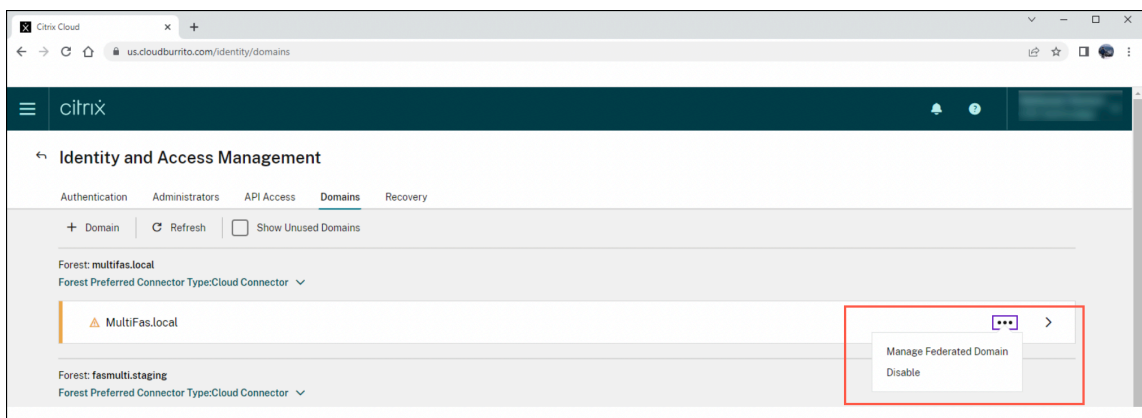 Citrix Cloud
us.cloudburrito.com/identity/domains
citrix
Identity and Access Management
Authentication Administrators API Access Domains Recovery
+ Domain Refresh Show Unused Domains
Forest: multifas.local
Forest Preferred Connector Type:Cloud Connector
MultiFas.local
Manage Federated Domain
Disable
Forest: fasmulti.staging
Forest Preferred Connector Type:Cloud Connector